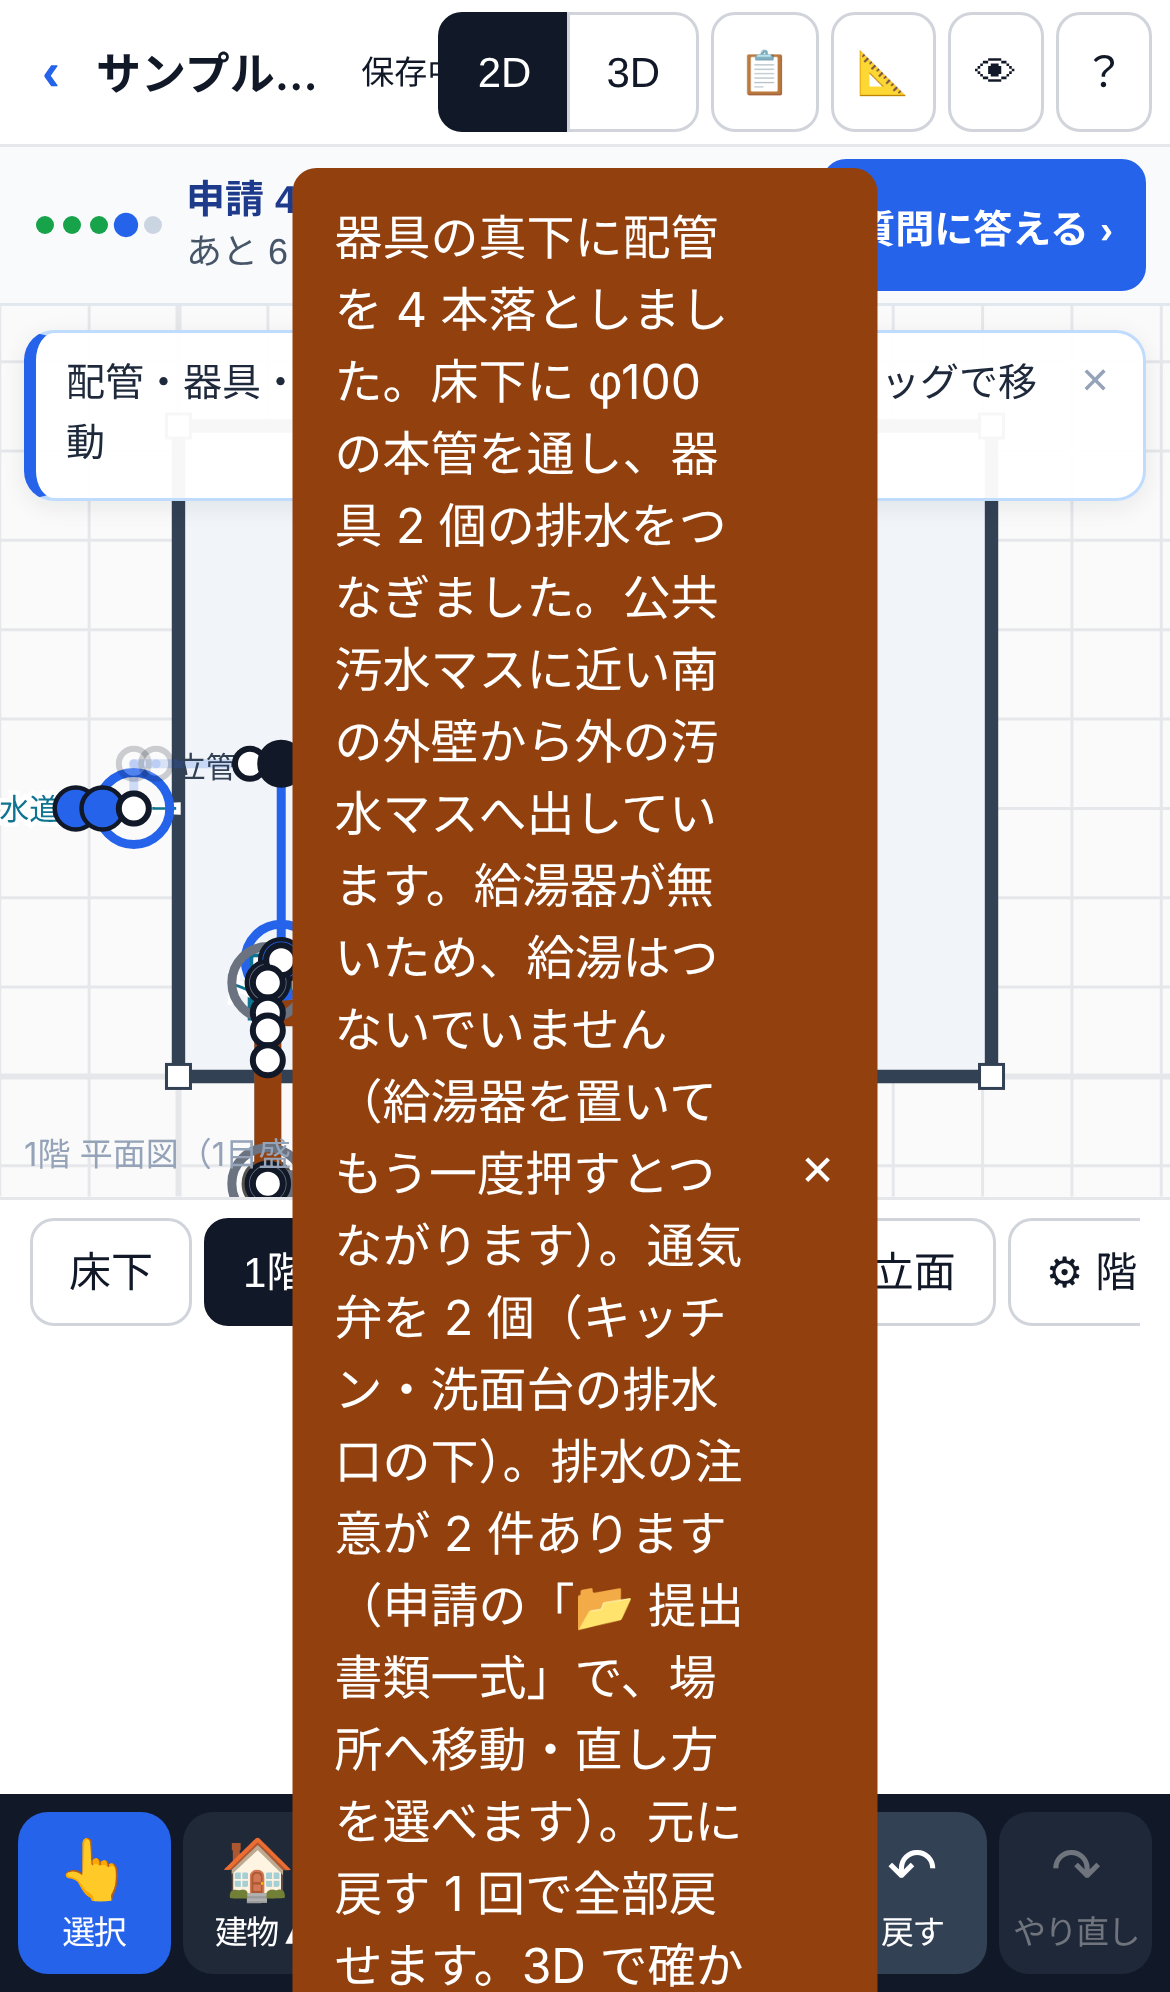 ‹ サンプル… 保存中 2D 3D ?
申請 4
あと 6
質問に答える ›
配管・器具・
ッグで移
動
×
器具の真下に配管
を 4 本落としまし
た。床下に φ100
の本管を通し、器
具 2 個の排水をつ
なぎました。公共
汚水マスに近い南
の外壁から外の汚
水マスへ出してい
ます。給湯器が無
いため、給湯はつ
ないでいません
（給湯器を置いて
もう一度押すとつ
ながります）。通気
弁を 2 個（キッチ
ン・洗面台の排水
口の下）。排水の注
意が 2 件あります
（申請の「📂 提出
書類一式」で、場
所へ移動・直し方
を選べます）。元に
戻す 1 回で全部戻
せます。3D で確か
×
立管
水道
1階 平面図（1目盛
床下 1階 立面 ⚙ 階
選択 建物 戻す やり直し